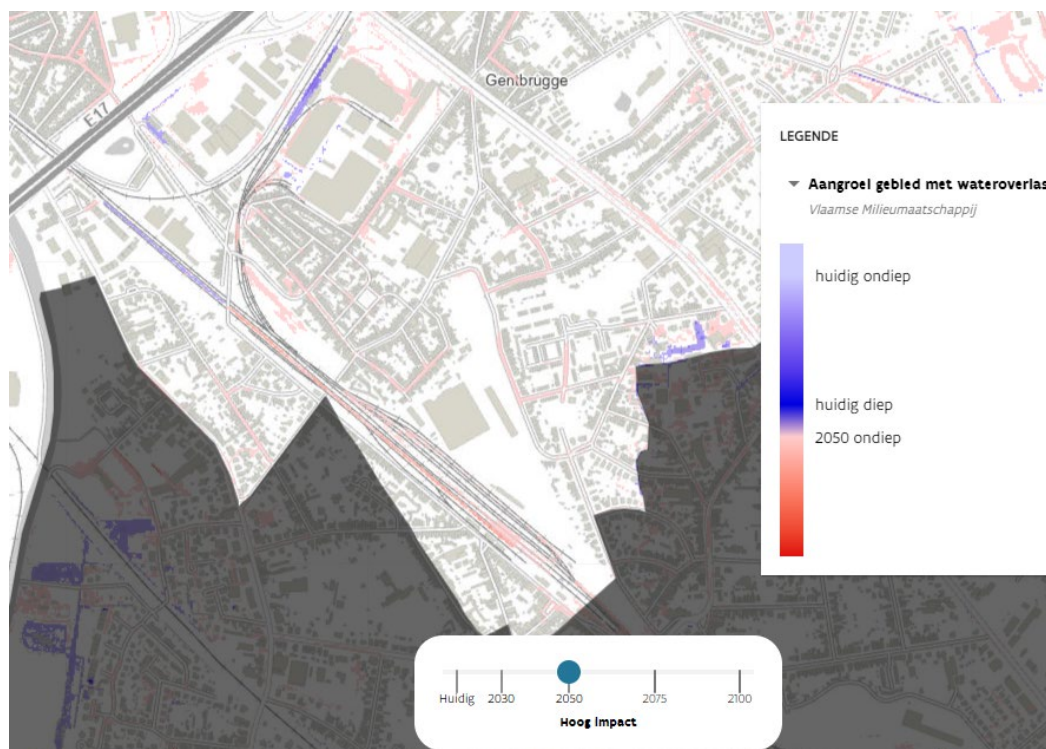 Gentbrugge
E17
LEGENDE
Aangroei gebied met wateroverlas
Vlaamse Milieumaatschappij
huidig ondiep
huidig diep
2050 ondiep
Huidig 2030 2050 2075 2100
Hoog impact